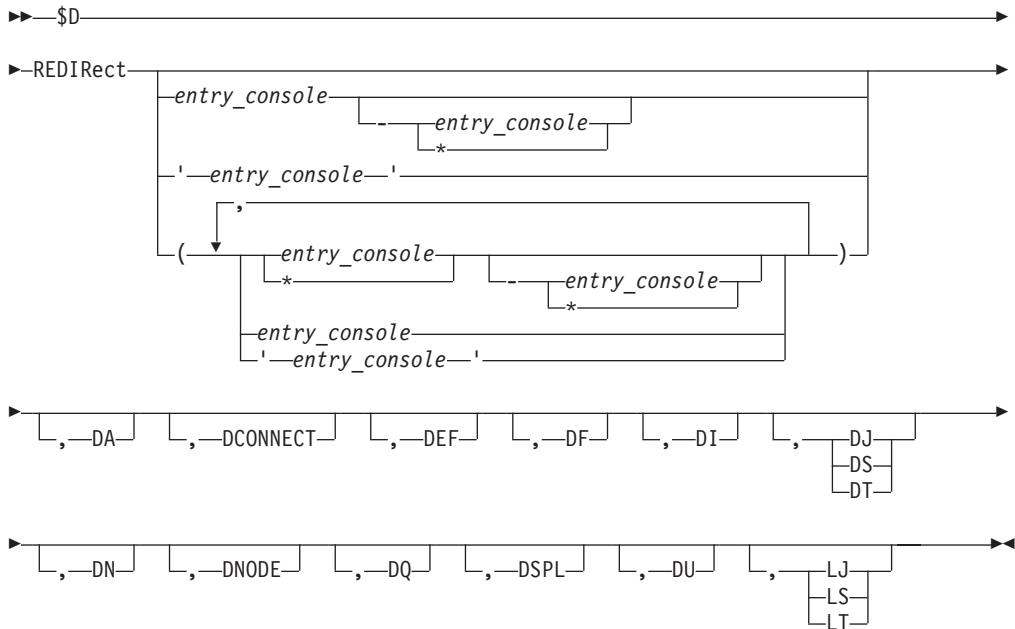 $D
REDIRect
entry_console
- entry_console
*
' entry_console '
,
( entry_console )
*
- entry_console
*
entry_console
' entry_console '
, DA , DCONNECT , DEF , DF , DI , DJ
DS
DT
, DN , DNODE , DQ , DSPL , DU , LJ
LS
LT